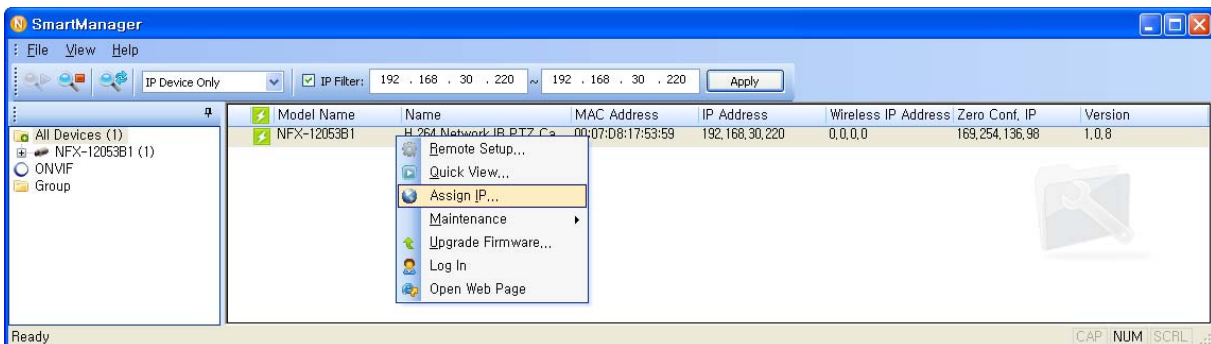 SmartManager
File View Help
IP Device Only IP Filter: 192 . 168 . 30 . 220 ~ 192 . 168 . 30 . 220 Apply
Model Name Name MAC Address IP Address Wireless IP Address Zero Conf, IP Version
All Devices (1)
NFX-12053B1 H.264 Network IR PTZ Ca... 00:07:D8:17:53:59 192,168,30,220 0,0,0,0 169,254,136,98 1,0,8
NFX-12053B1 (1)
ONVIF
Group
Remote Setup...
Quick View...
Assign IP...
Maintenance
Upgrade Firmware...
Log In
Open Web Page
Ready CAP NUM SCRL